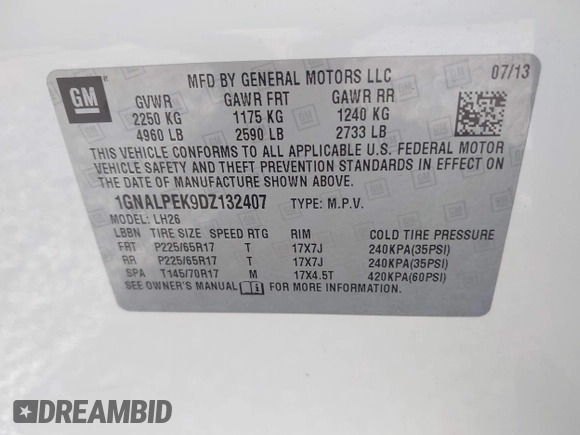 GM
MFD BY GENERAL MOTORS LLC 07/13
GVWR GAWR FRT GAWR RR
2250 KG 1175 KG 1240 KG
4960 LB 2590 LB 2733 LB
THIS VEHICLE CONFORMS TO ALL APPLICABLE U.S. FEDERAL MOTOR
VEHICLE SAFETY AND THEFT PREVENTION STANDARDS IN EFFECT ON
THE DATE OF MANUFACTURE SHOWN ABOVE.
1GNALPEK9DZ132407 TYPE: M.P.V.
MODEL: LH26
LBBN TIRE SIZE SPEED RTG RIM COLD TIRE PRESSURE
FRT P225/65R17 T 17X7J 240KPA(35PSI)
RR P225/65R17 T 17X7J 240KPA(35PSI)
SPA T145/70R17 M 17X4.5T 420KPA(60PSI)
SEE OWNER'S MANUAL FOR MORE INFORMATION.
DREAMBID